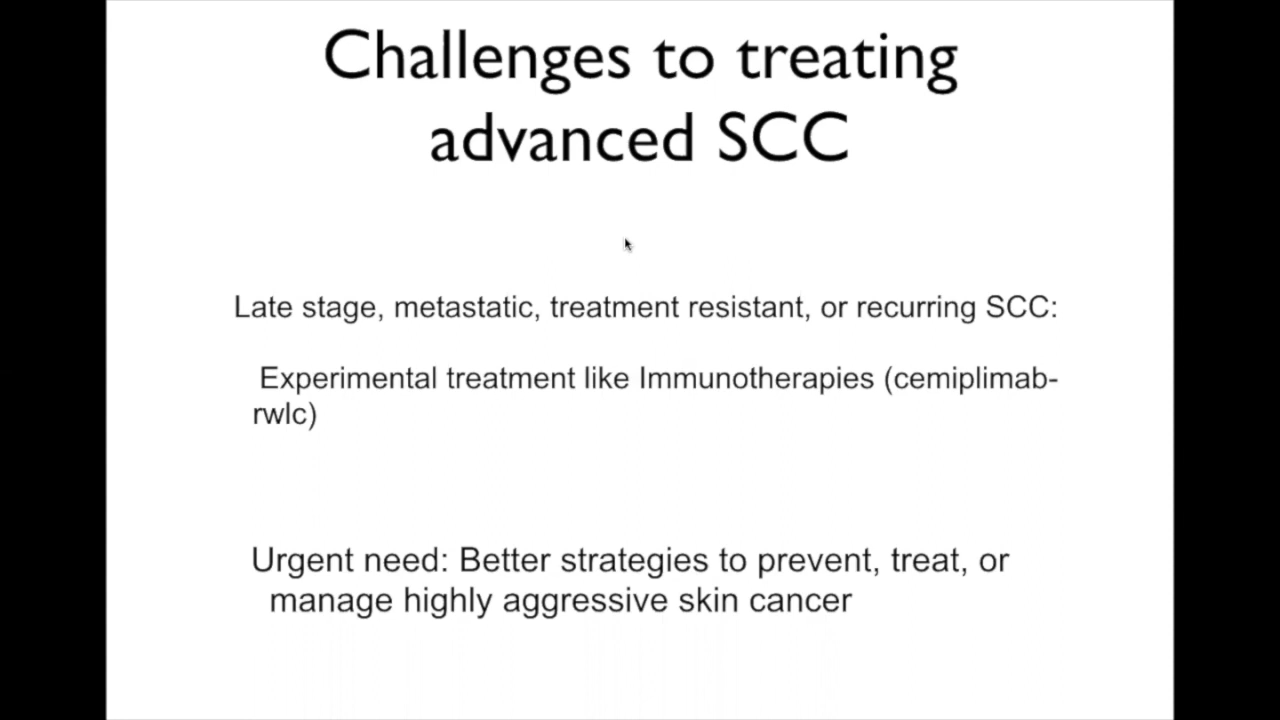 Challenges to treating
advanced SCC
Late stage, metastatic, treatment resistant, or recurring SCC:
Experimental treatment like Immunotherapies (cemiplimab-
rwlc)
Urgent need: Better strategies to prevent, treat, or
manage highly aggressive skin cancer